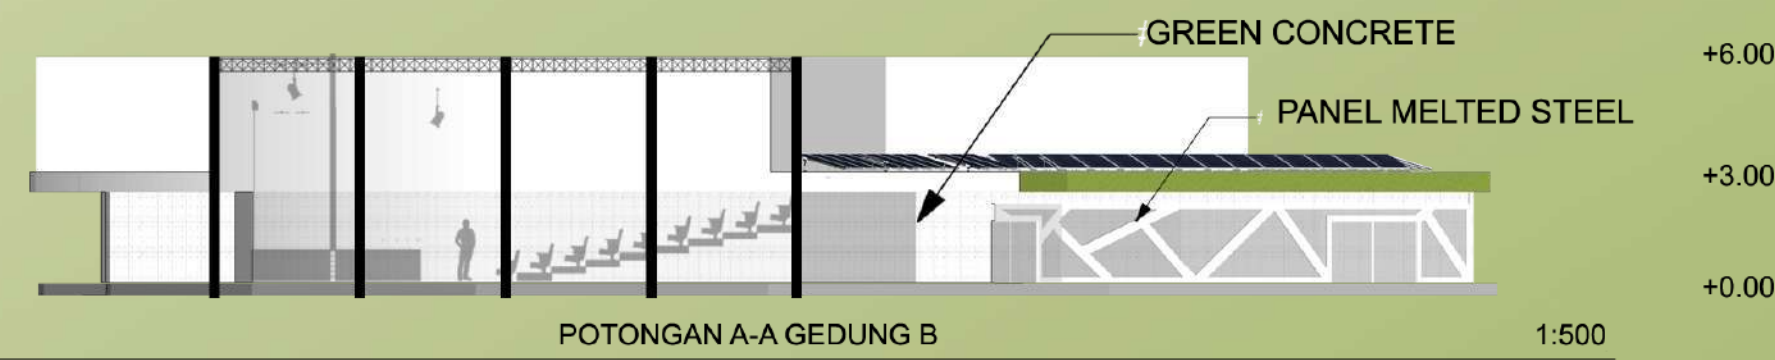 GREEN CONCRETE
+6.00
PANEL MELTED STEEL
+3.00
+0.00
POTONGAN A-A GEDUNG B
1:500